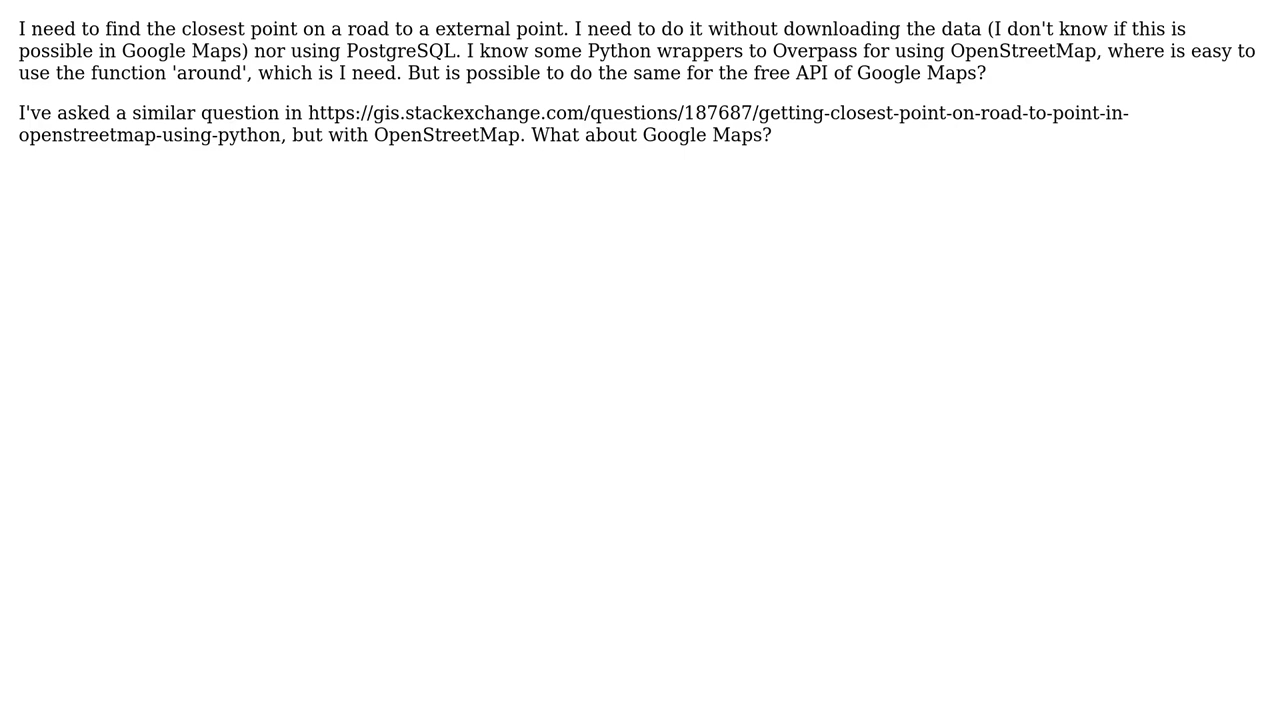 I need to find the closest point on a road to a external point. I need to do it without downloading the data (I don't know if this is
possible in Google Maps) nor using PostgreSQL. I know some Python wrappers to Overpass for using OpenStreetMap, where is easy to
use the function 'around', which is I need. But is possible to do the same for the free API of Google Maps?
I've asked a similar question in https://gis.stackexchange.com/questions/187687/getting-closest-point-on-road-to-point-in-
openstreetmap-using-python, but with OpenStreetMap. What about Google Maps?